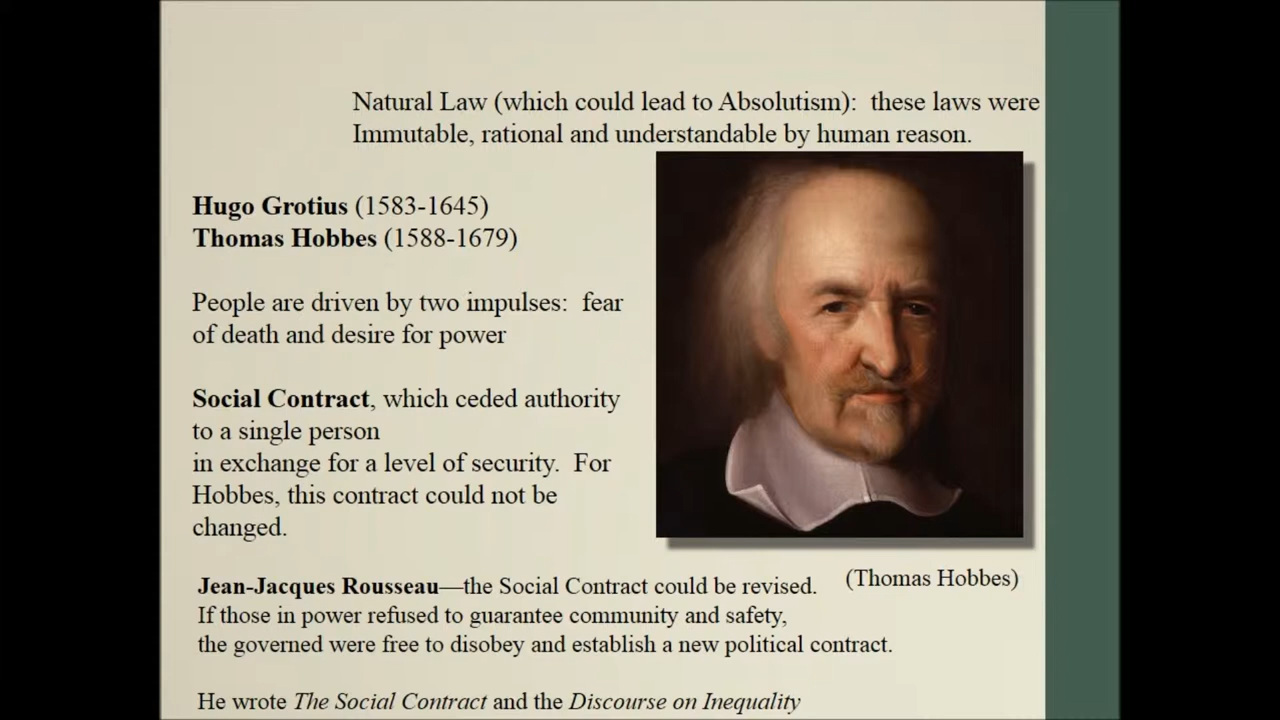 Natural Law (which could lead to Absolutism):  these laws were
Immutable, rational and understandable by human reason.
Hugo Grotius (1583-1645)
Thomas Hobbes (1588-1679)
People are driven by two impulses:  fear
of death and desire for power
Social Contract, which ceded authority
to a single person
in exchange for a level of security.  For
Hobbes, this contract could not be
changed.
(Thomas Hobbes)
Jean-Jacques Rousseau—the Social Contract could be revised.
If those in power refused to guarantee community and safety,
the governed were free to disobey and establish a new political contract.
He wrote The Social Contract and the Discourse on Inequality